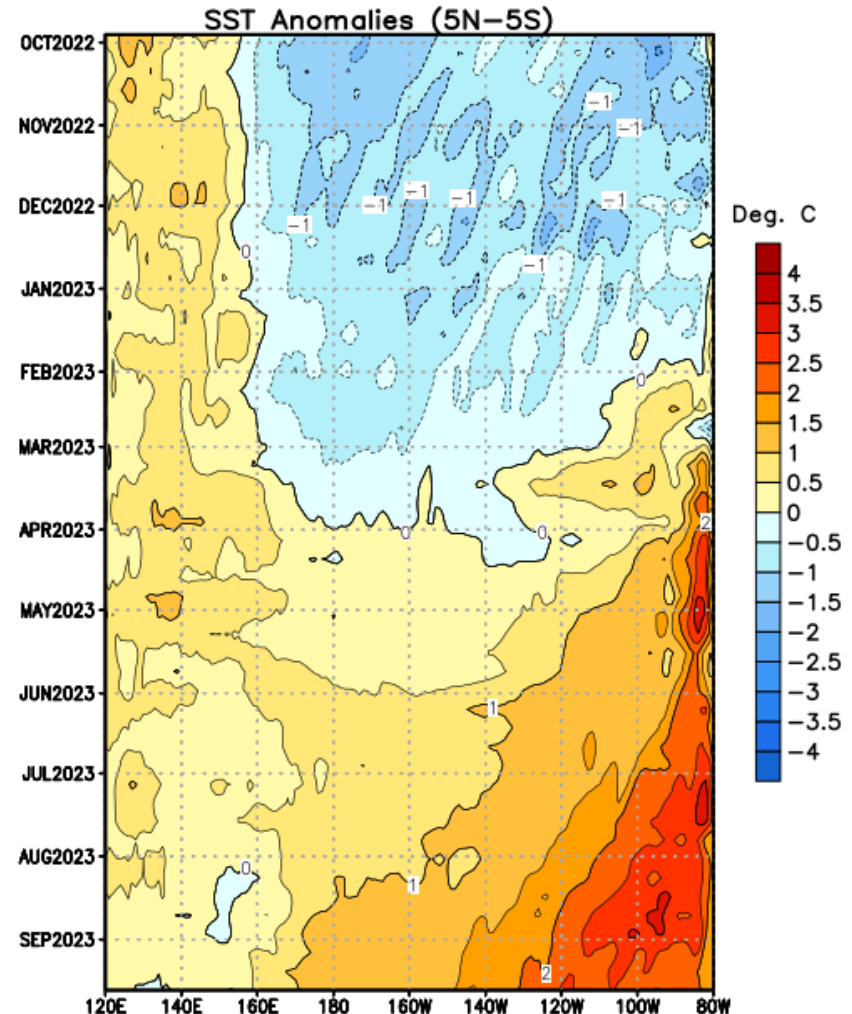 SST Anomalies (5N–5S)
OCT2022
NOV2022
DEC2022
JAN2023
FEB2023
MAR2023
APR2023
MAY2023
JUN2023
JUL2023
AUG2023
SEP2023
–1
–1
–1
–1
–1
–1
–1
–1
0
0
0
0
2
1
0
1
2
120E 140E 160E 180 160W 140W 120W 100W 80W
Deg. C
4
3.5
3
2.5
2
1.5
1
0.5
0
–0.5
–1
–1.5
–2
–2.5
–3
–3.5
–4